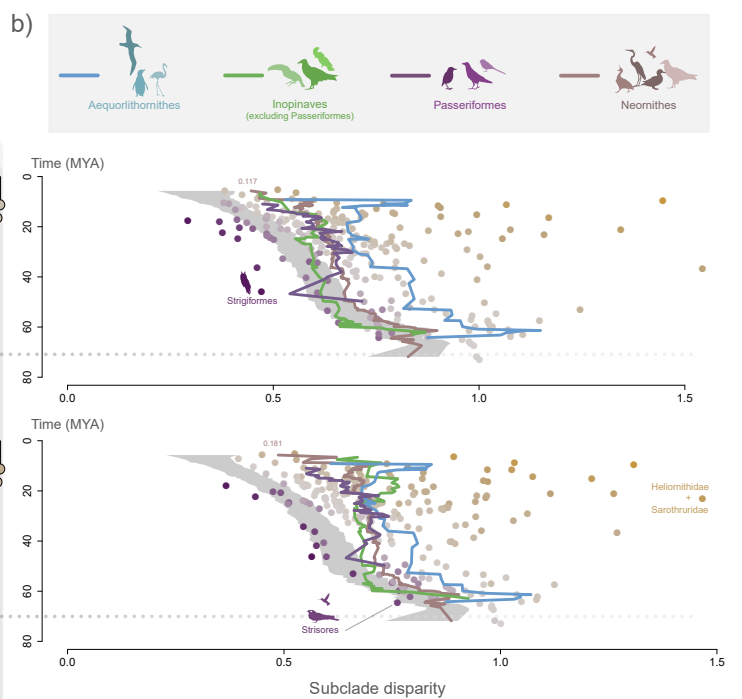 b)
Aequorlithornithes
Inopinaves
(excluding Passeriformes)
Passeriformes
Neornithes
Time (MYA)
0
0.117
20
40
Strigiformes
60
80
0.0
0.5
1.0
1.5
Time (MYA)
0
0.181
20
Heliornithidae
+
Sarothruridae
40
60
Strisores
80
0.0
0.5
1.0
1.5
Subclade disparity